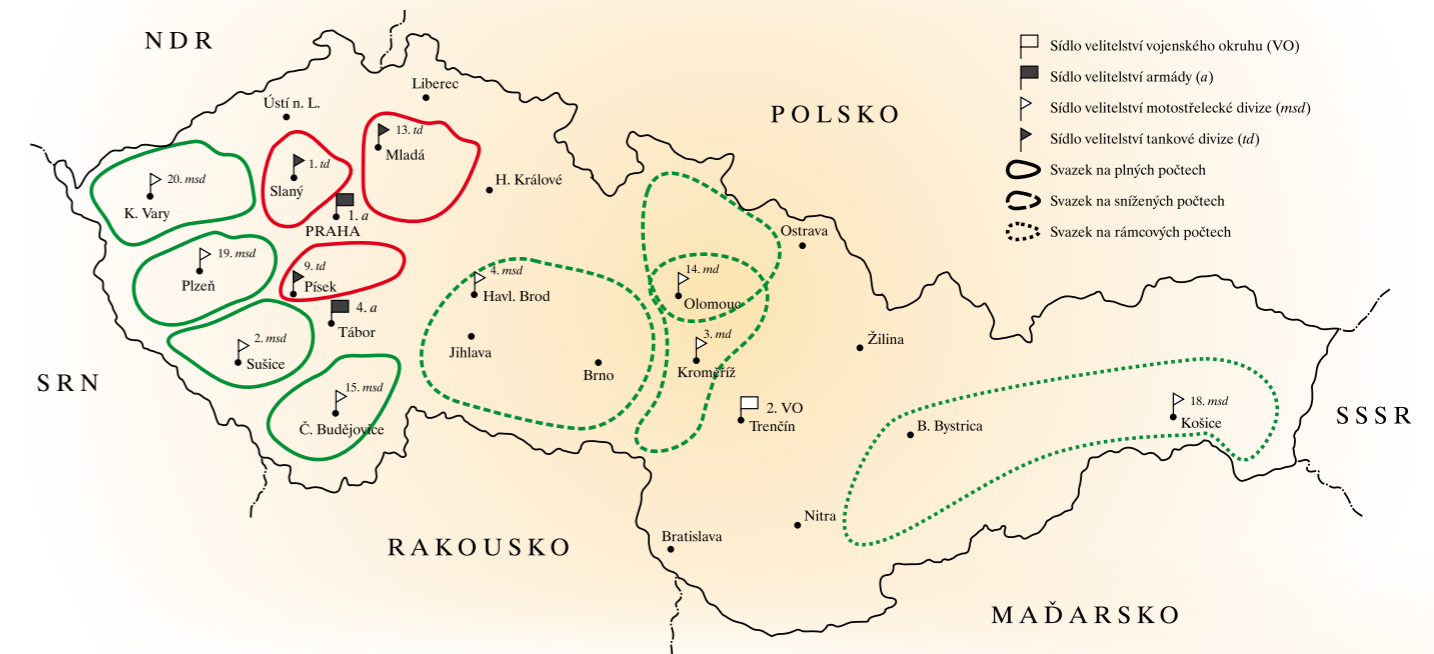 NDR
Liberec
Ústí n. L.
POLSKO
Sídlo velitelství vojenského okruhu (VO)
Sídlo velitelství armády (a)
Sídlo velitelství motostřelecké divize (msd)
Sídlo velitelství tankové divize (td)
Svazek na plných počtech
Svazek na snížených počtech
Svazek na rámcových počtech
13. td
Mladá
1. td
Slaný
20. msd
K. Vary
H. Králové
1. a
PRAHA
Ostrava
19. msd
Plzeň
9. td
Písek
4. msd
Havl. Brod
14. md
Olomouc
4. a
Tábor
2. msd
Sušice
Jihlava
Brno
3. md
Kroměříž
Žilina
SRN
15. msd
Č. Budějovice
2. VO
Trenčín
B. Bystrica
18. msd
Košice
SSSR
Nitra
Bratislava
RAKOUSKO
MAĎARSKO